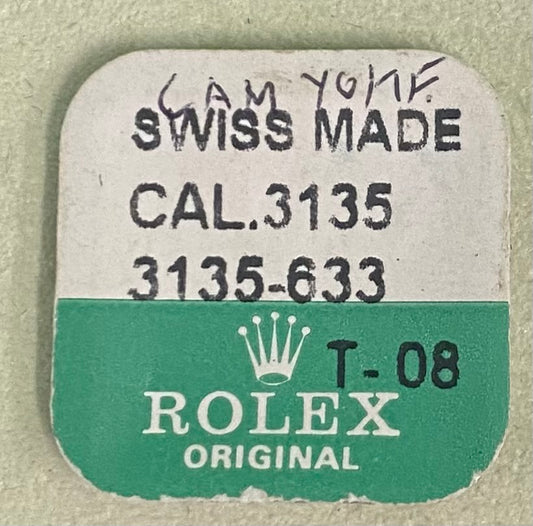 CAM YOKE
SWISS MADE
CAL.3135
3135-633
T-08
ROLEX
ORIGINAL